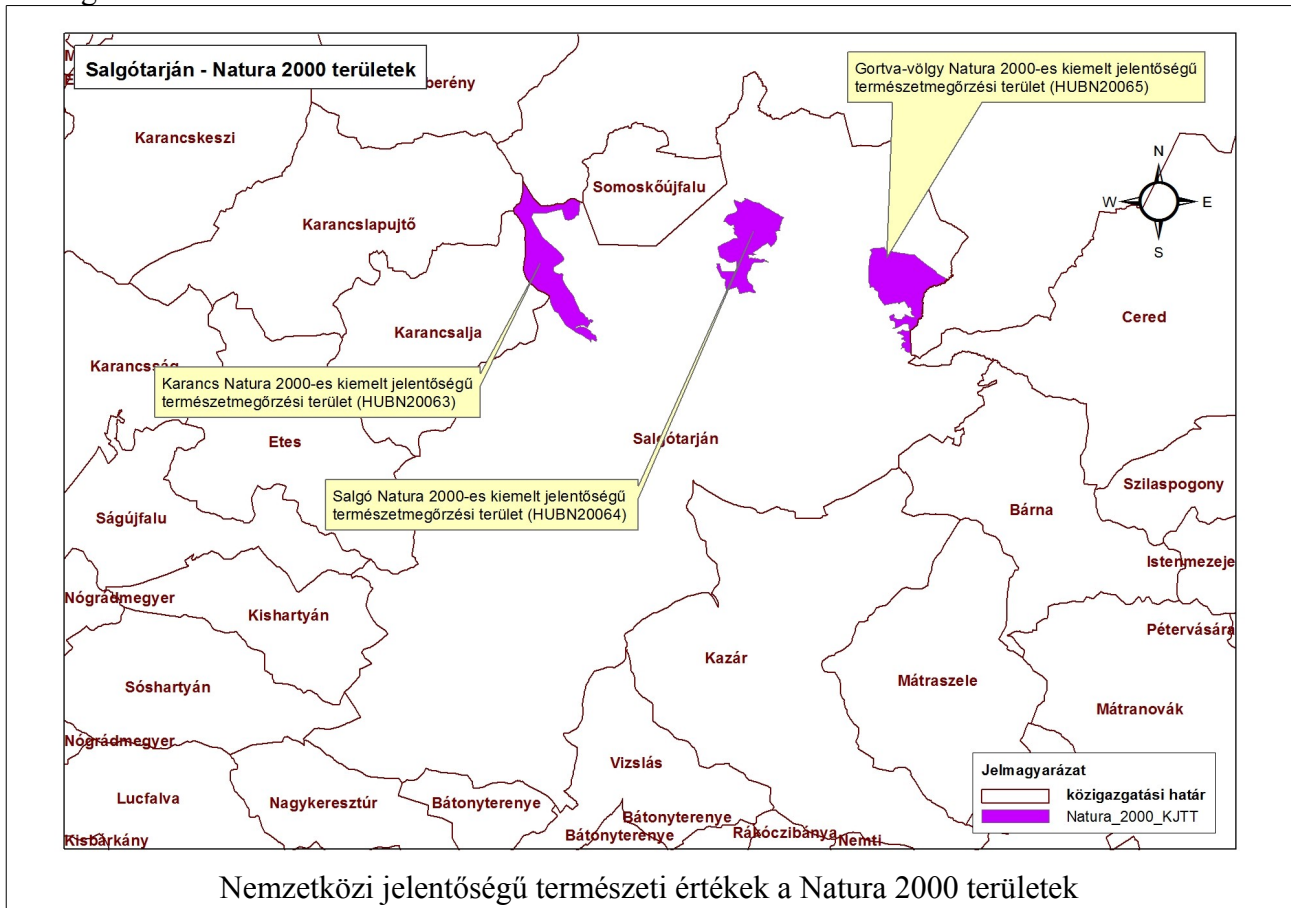 Salgótarján - Natura 2000 területek
berény
Gortva-völgy Natura 2000-es kiemelt jelentőségű
természetmegőrzési terület (HUBN20065)
Karancskeszi
N
Somoskőújfalu
W
E
Karancslapujtő
S
Cered
Karancsalja
Karancsság
Karancs Natura 2000-es kiemelt jelentőségű
természetmegőrzési terület (HUBN20063)
Etes
Salgótarján
Szilaspogony
Salgó Natura 2000-es kiemelt jelentőségű
természetmegőrzési terület (HUBN20064)
Ságújfalu
Bárna
Istenmezeje
Nógrádmegyer
Kishartyán
Pétervására
Kazár
Sóshartyán
Mátraszele
Mátranovák
Nógrádmegyer
Vizslás
Jelmagyarázat
közigazgatási határ
Natura_2000_KJTT
Lucfalva
Nagykeresztúr
Bátonyterenye
Bátonyterenye
Bátonyterenye
Rákóczibánya
Nemti
Kisbárkány
Nemzetközi jelentőségű természeti értékek a Natura 2000 területek